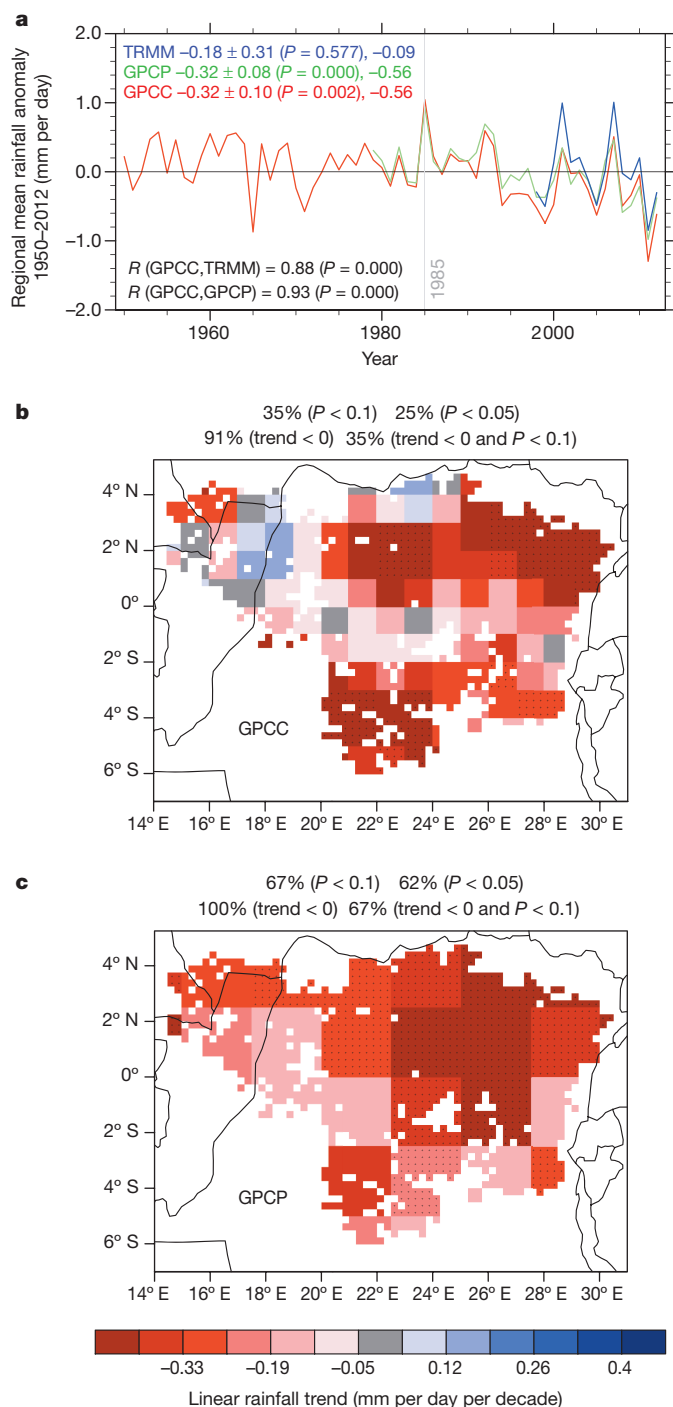 a
2.0
1.0
0.0
–1.0
–2.0
Regional mean rainfall anomaly
1950–2012 (mm per day)
TRMM –0.18 ± 0.31 (P = 0.577), –0.09
GPCP –0.32 ± 0.08 (P = 0.000), –0.56
GPCC –0.32 ± 0.10 (P = 0.002), –0.56
R (GPCC,TRMM) = 0.88 (P = 0.000)
R (GPCC,GPCP) = 0.93 (P = 0.000)
1985
1960 1980 2000
Year
b
35% (P < 0.1) 25% (P < 0.05)
91% (trend < 0) 35% (trend < 0 and P < 0.1)
4° N
2° N
0°
2° S
4° S
6° S
GPCC
14° E 16° E 18° E 20° E 22° E 24° E 26° E 28° E 30° E
c
67% (P < 0.1) 62% (P < 0.05)
100% (trend < 0) 67% (trend < 0 and P < 0.1)
4° N
2° N
0°
2° S
4° S
6° S
GPCP
14° E 16° E 18° E 20° E 22° E 24° E 26° E 28° E 30° E
–0.33 –0.19 –0.05 0.12 0.26 0.4
Linear rainfall trend (mm per day per decade)